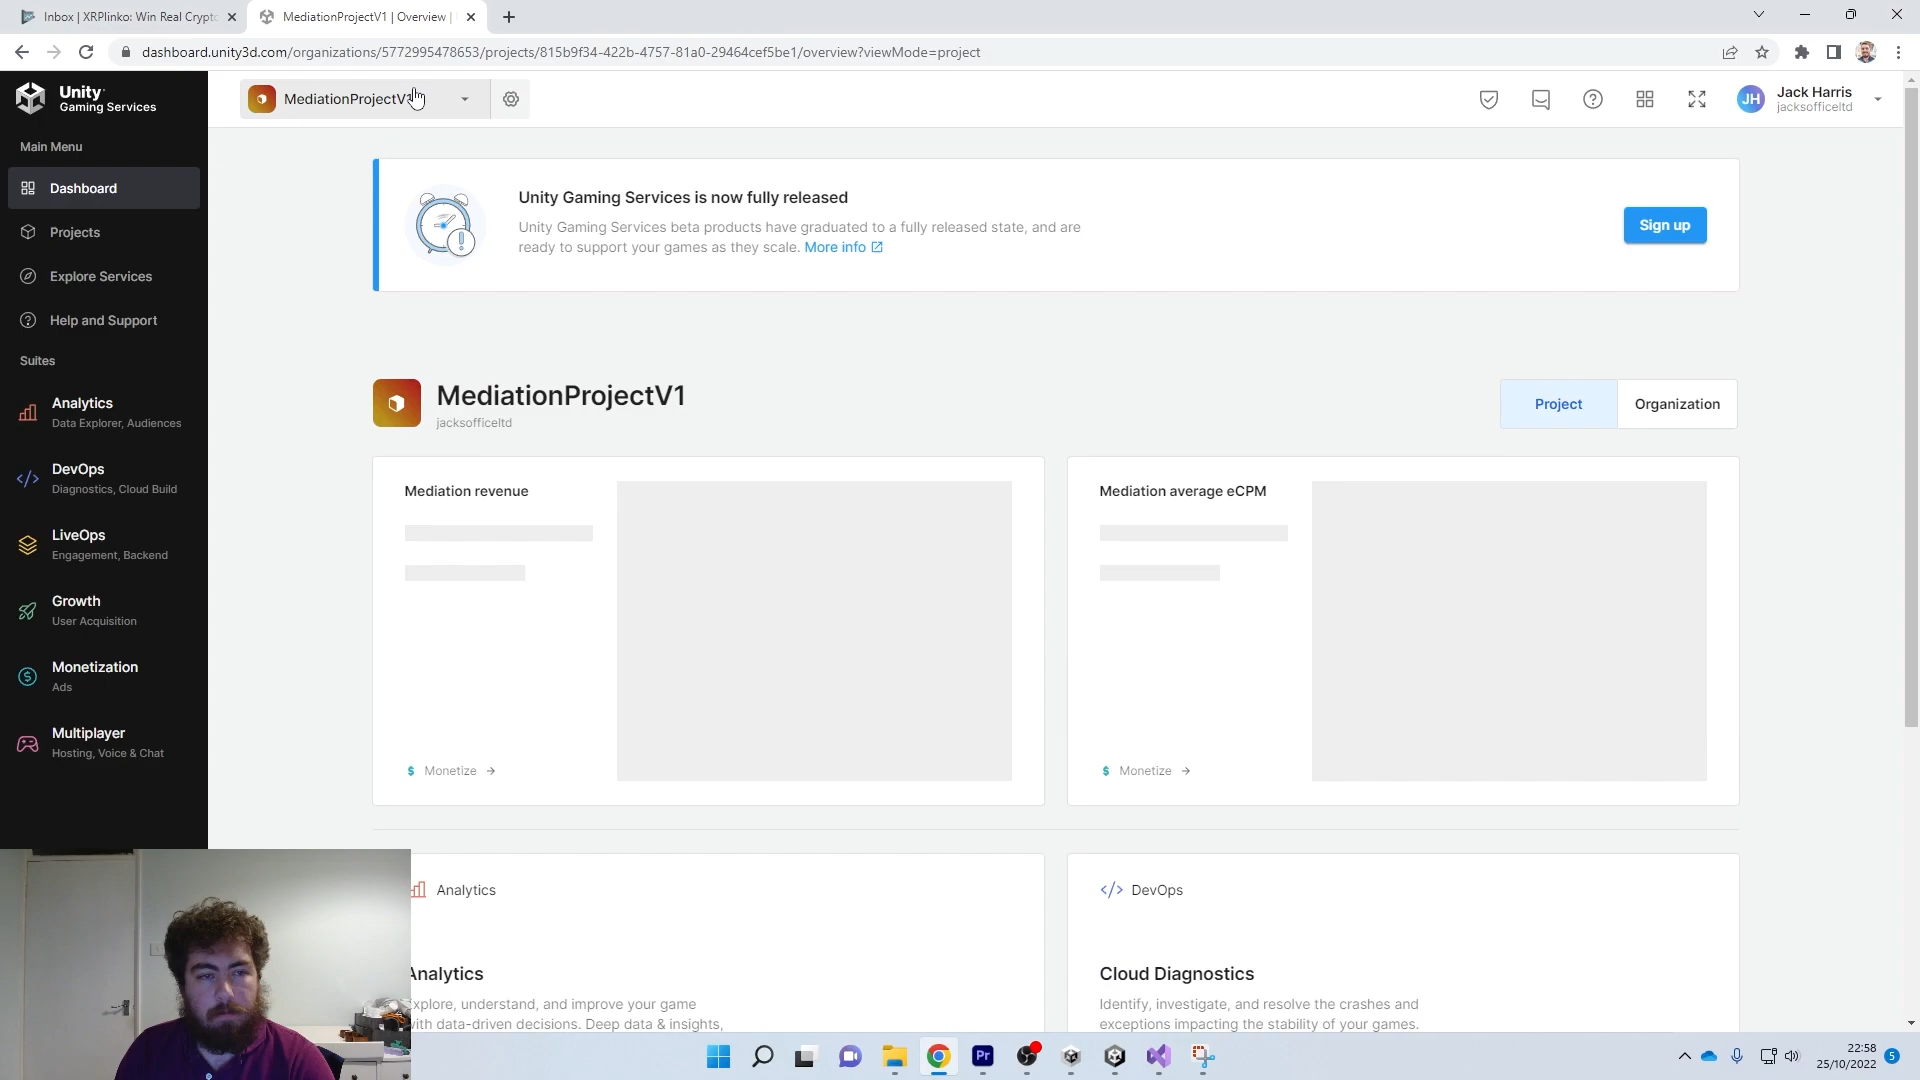 Inbox | XRPlinko: Win Real Crypto
MediationProjectV1 | Overview |
dashboard.unity3d.com/organizations/5772995478653/projects/815b9f34-422b-4757-81a0-29464cef5be1/overview?viewMode=project
Unity
Gaming Services
MediationProjectV1
JH
Jack Harris
jacksofficeltd
Main Menu
Dashboard
Projects
Explore Services
Help and Support
Suites
Analytics
Data Explorer, Audiences
DevOps
Diagnostics, Cloud Build
LiveOps
Engagement, Backend
Growth
User Acquisition
Monetization
Ads
Multiplayer
Hosting, Voice & Chat
Unity Gaming Services is now fully released
Unity Gaming Services beta products have graduated to a fully released state, and are
ready to support your games as they scale. More info
Sign up
MediationProjectV1
jacksofficeltd
Project
Organization
Mediation revenue
$ Monetize →
Mediation average eCPM
$ Monetize →
Analytics
Analytics
xplore, understand, and improve your game
with data-driven decisions. Deep data & insights,
</> DevOps
Cloud Diagnostics
Identify, investigate, and resolve the crashes and
exceptions impacting the stability of your games.
Pr
22:58
25/10/2022
5